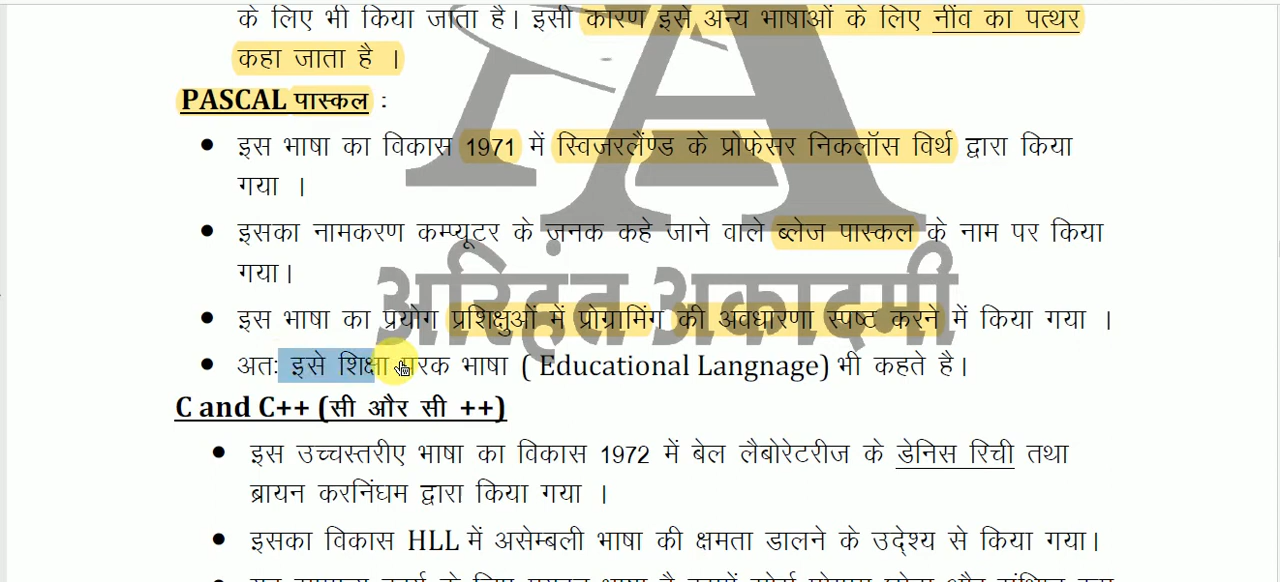 के लिए भी किया जाता है। इसी कारण इसे अन्य भाषाओं के लिए नींव का पत्थर
कहा जाता है ।
PASCAL पास्कल :
इस भाषा का विकास 1971 में स्विजरलैंण्ड के प्रोफेसर निकलॉस विर्थ द्वारा किया
गया ।
इसका नामकरण कम्प्यूटर के जनक कहे जाने वाले ब्लेज पास्कल के नाम पर किया
गया।
इस भाषा का प्रयोग प्रशिक्षुओं में प्रोग्रामिंग की अवधारणा स्पष्ट करने में किया गया ।
अरिहंत अकादमी
अतः इसे शिक्षा परक भाषा ( Educational Langnage) भी कहते है।
C and C++ (सी और सी ++)
इस उच्चस्तरीए भाषा का विकास 1972 में बेल लैबोरेटरीज के डेनिस रिची तथा
ब्रायन करनिंघम द्वारा किया गया ।
इसका विकास HLL में असेम्बली भाषा की क्षमता डालने के उद्देश्य से किया गया।